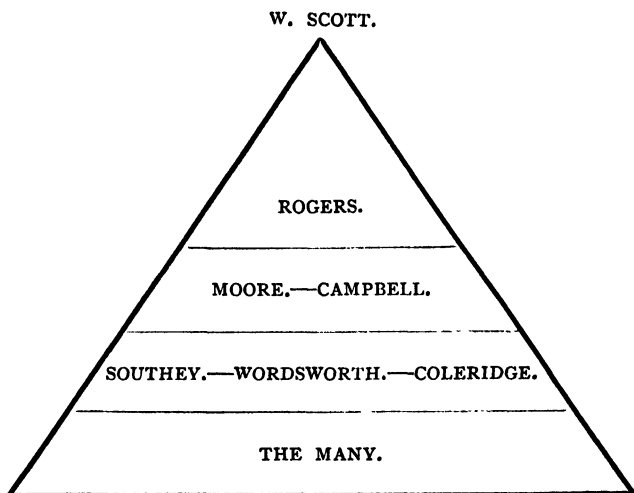 W. SCOTT.
ROGERS.
MOORE.—CAMPBELL.
SOUTHEY.—WORDSWORTH.—COLERIDGE.
THE MANY.